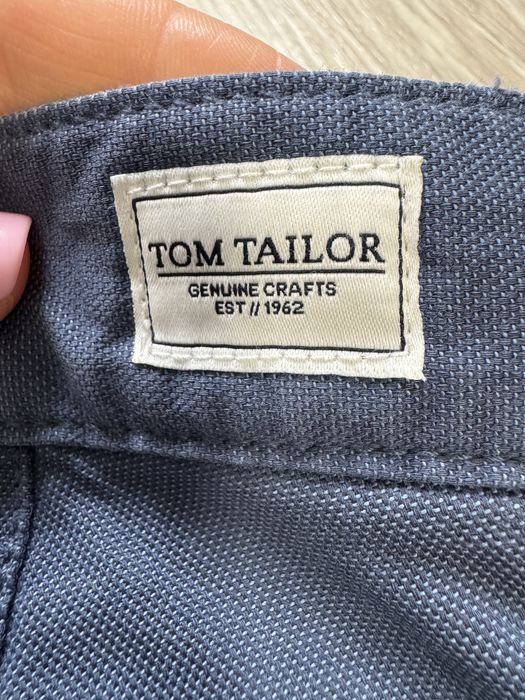 TOM TAILOR
GENUINE CRAFTS
EST // 1962